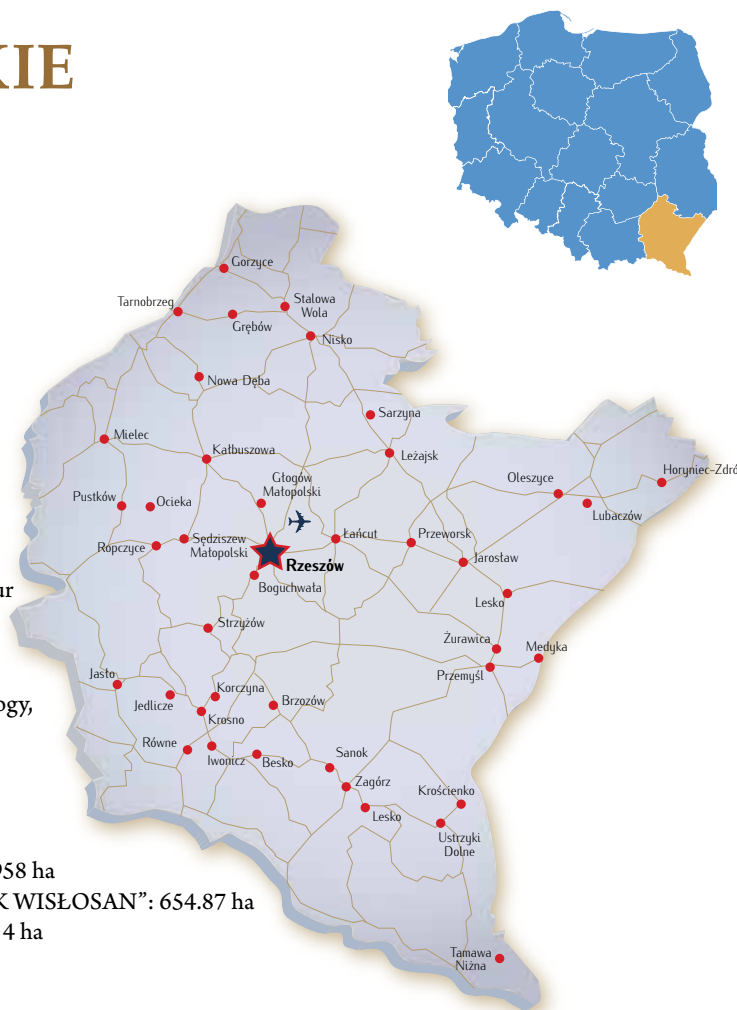 KIE
Gorzyce
Tarnobrzeg
Stalowa
Wola
Grębów
Nisko
Nowa Dęba
Sarzyna
Mielec
Kałbuszowa
Leżajsk
Horyniec-Zdró
Głogów
Małopolski
Oleszyce
Pustków
Ocieka
Lubaczów
Sędziszew
Małopolski
Łańcut
Przeworsk
Ropczyce
Jarosław
Rzeszów
Boguchwała
ur
Lesko
Strzyżów
Żurawica
Medyka
Przemyśl
Jasło
Korczyna
Jedlicze
Brzozów
ogy,
Krosno
Równe
Iwonicz
Besko
Sanok
Zagórz
Krościenko
Lesko
Ustrzyki
Dolne
958 ha
K WISŁOSAN”: 654.87 ha
4 ha
Tamawa
Niżna